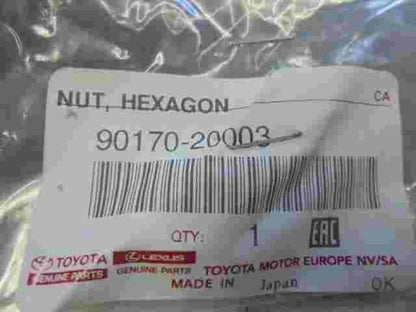 NUT, HEXAGON CA
90170-20003
QTY: 1 EAC
TOYOTA GENUINE PARTS
LEXUS GENUINE PARTS
TOYOTA MOTOR EUROPE NV/SA
MADE IN Japan OK